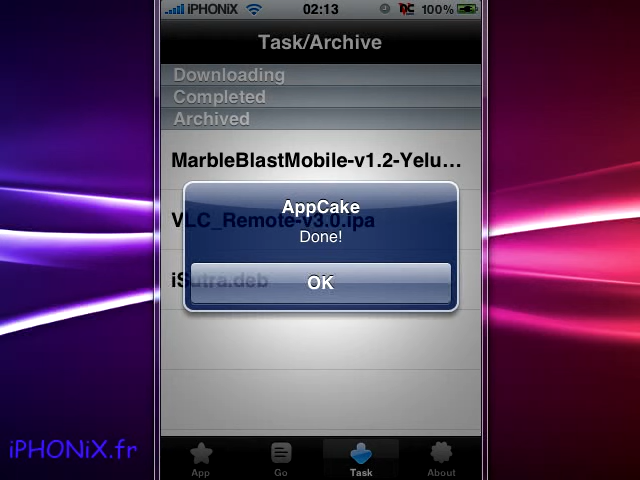 iPHONiX 02:13 100%
Task/Archive
Downloading
Completed
Archived
MarbleBlastMobile-v1.2-Yelu...
VLC_Remote-v3.0.ipa
AppCake
Done!
iSutra.deb
OK
iPHONiX.fr
App Go Task About